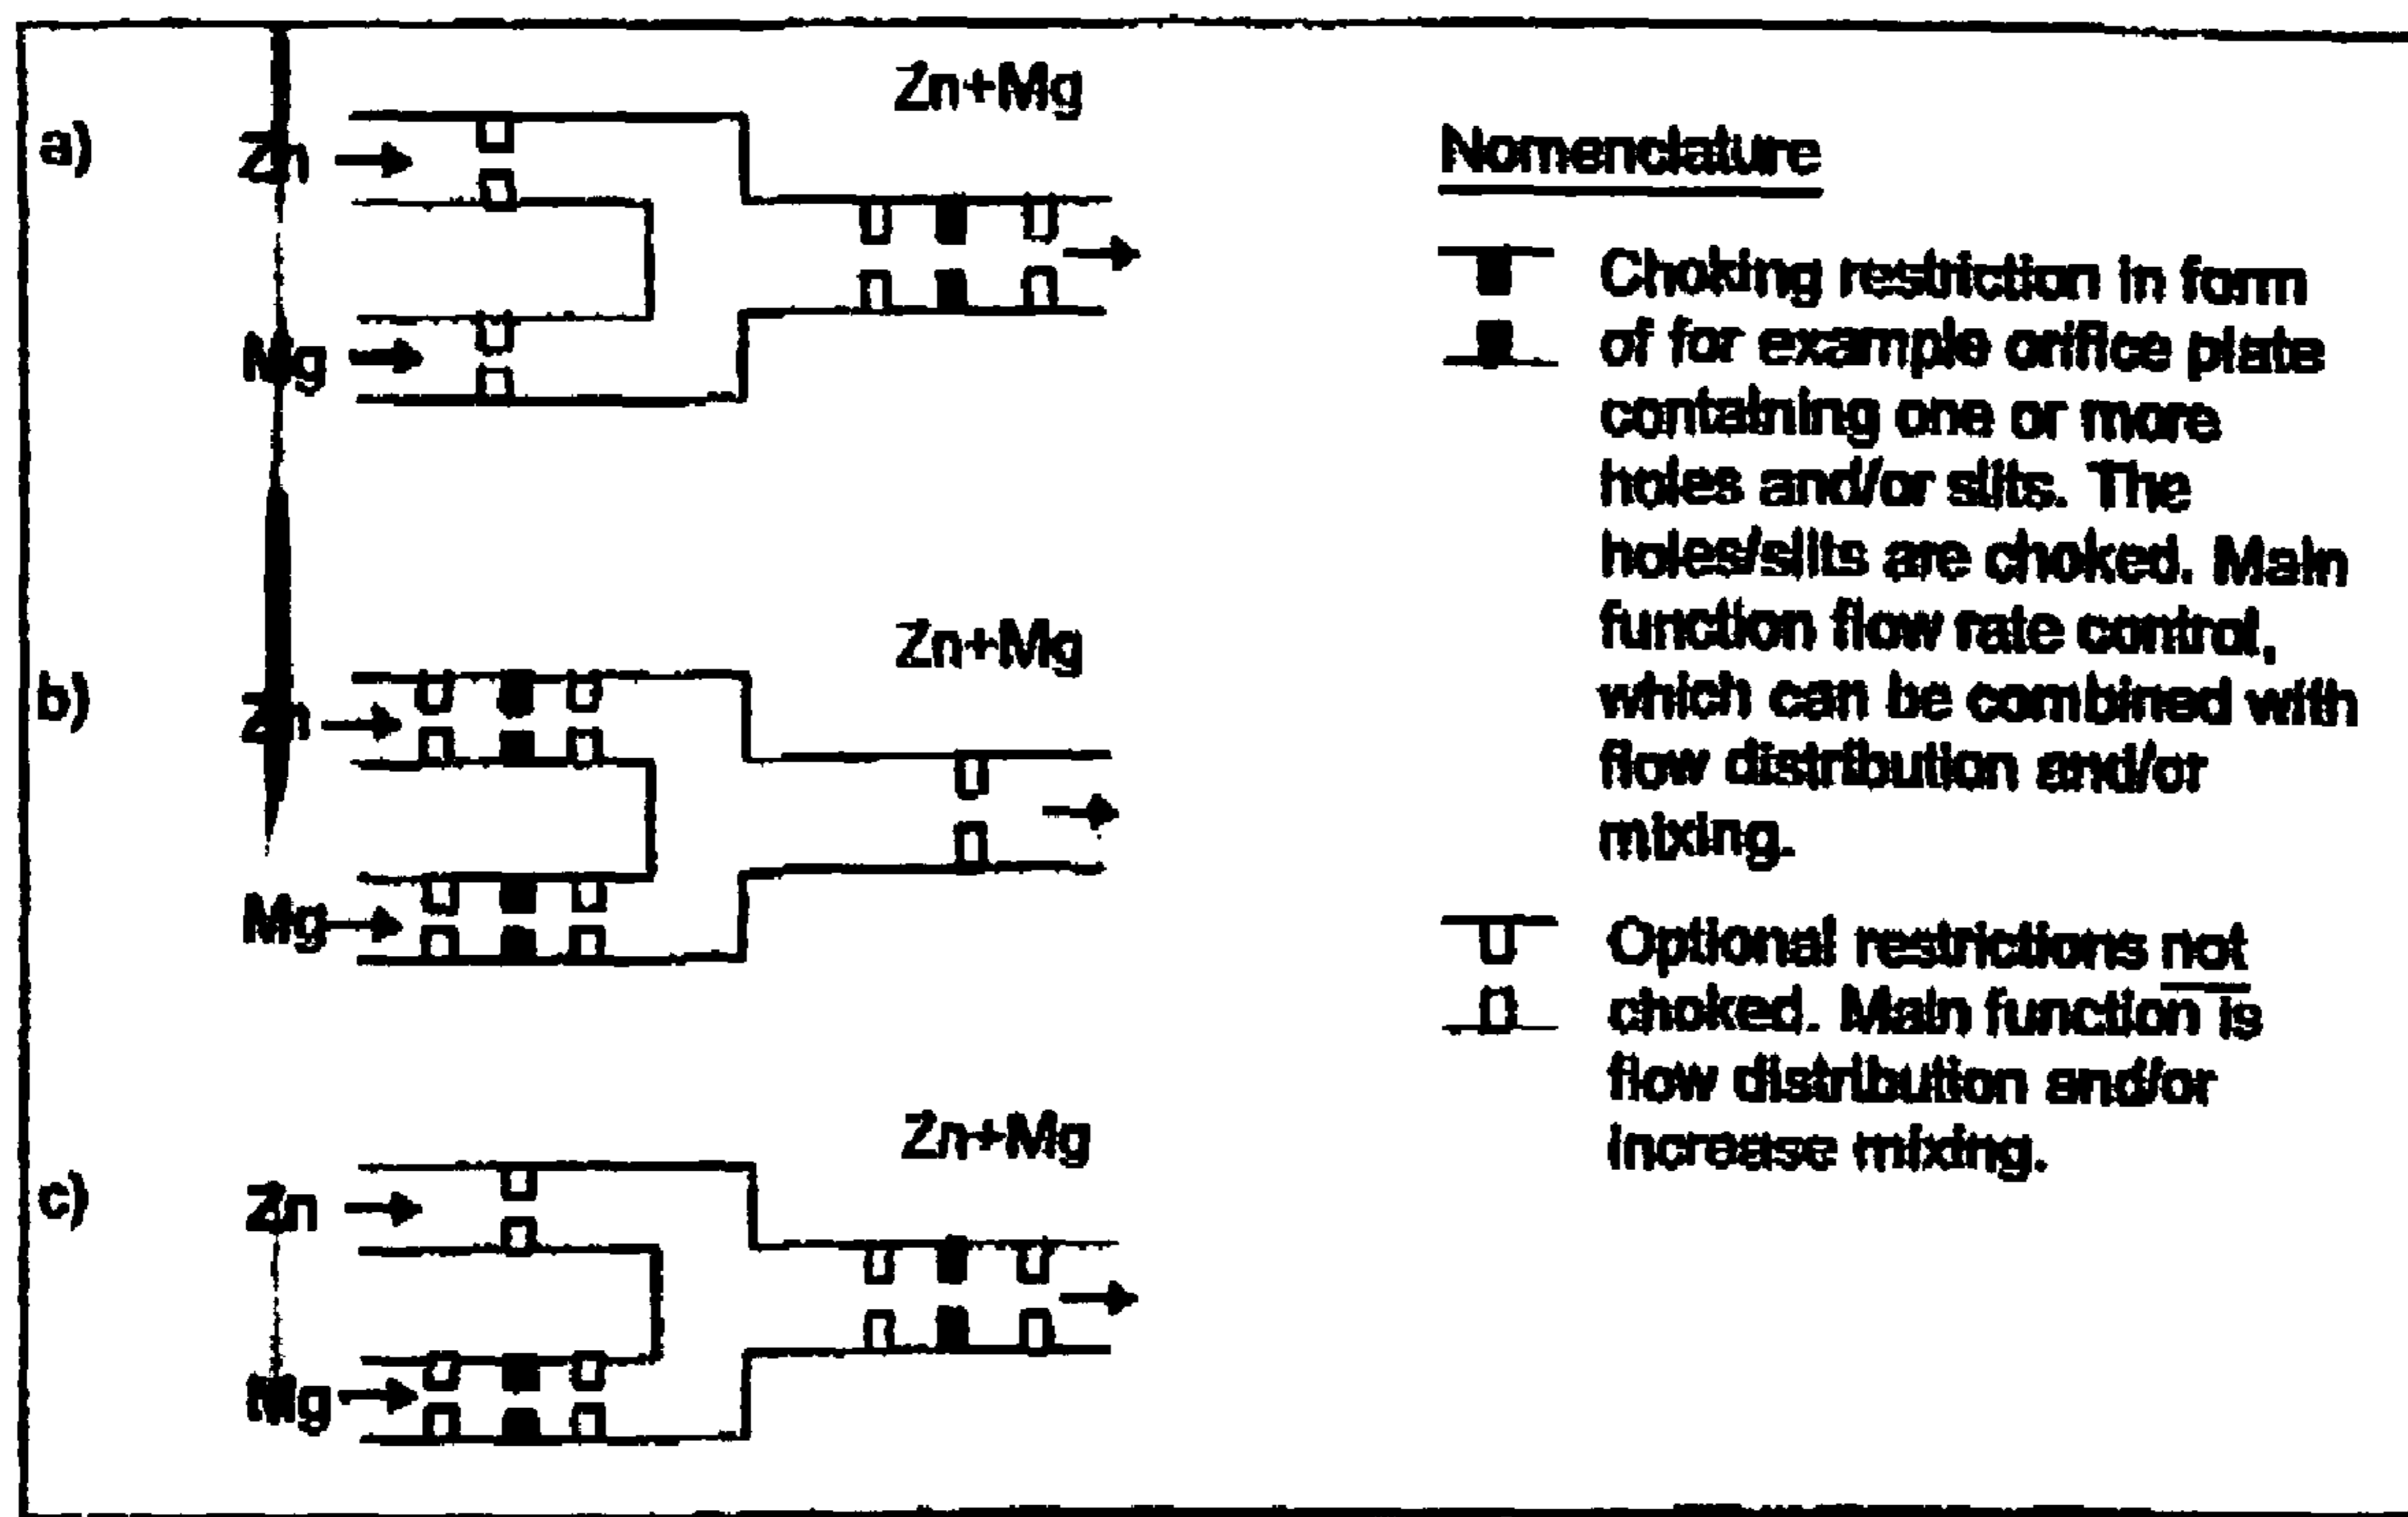 Zn+Mg
a)
Zn
Mg
Zn+Mg
b)
Zn
Mg
Zn+Mg
c)
Zn
Mg
Nomenclature
Choking restriction in form
of for example orifice plate
containing one or more
holes and/or slits. The
holes/slits are choked. Main
function flow rate control,
which can be combined with
flow distribution and/or
mixing.
Optional restrictions not
choked. Main function is
flow distribution and/or
increase mixing.